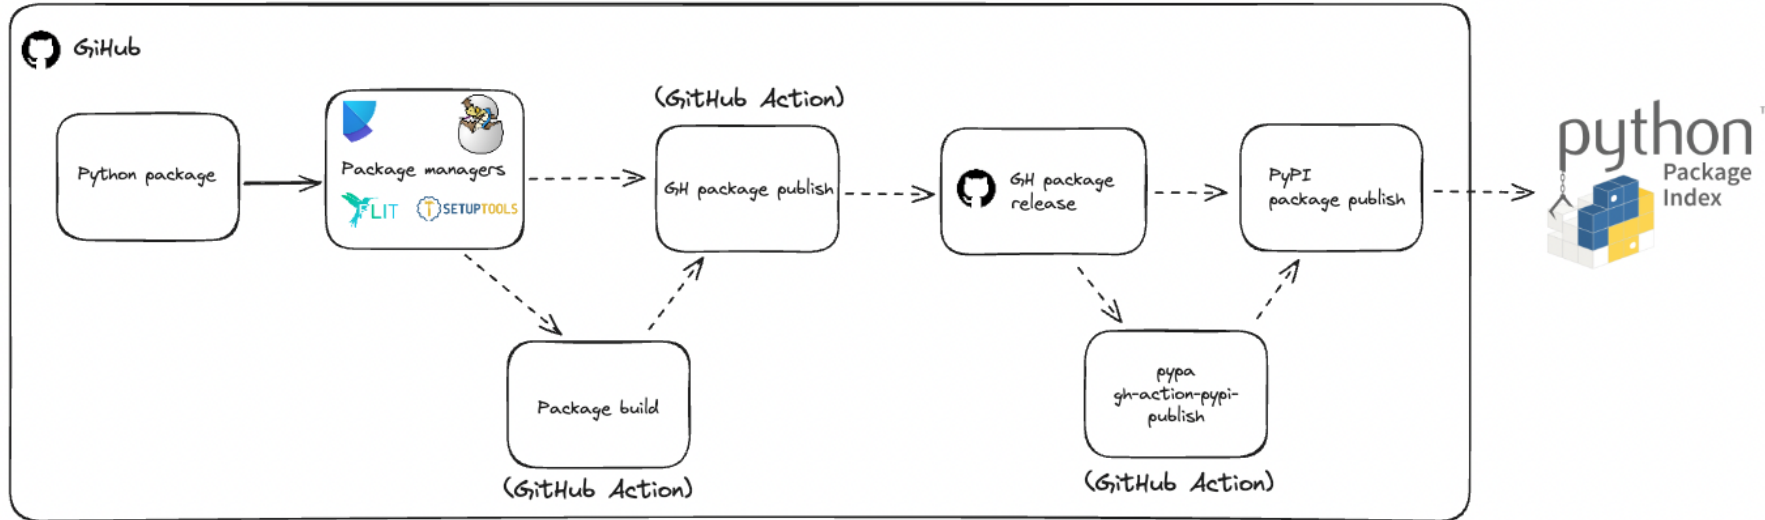 GiHub
(GitHub Action)
Python package
Package managers
FLIT
SETUPTOOLS
GH package publish
GH package
release
PyPI
package publish
python
Package
Index
Package build
(GitHub Action)
pypa
gh-action-pypi-
publish
(GitHub Action)